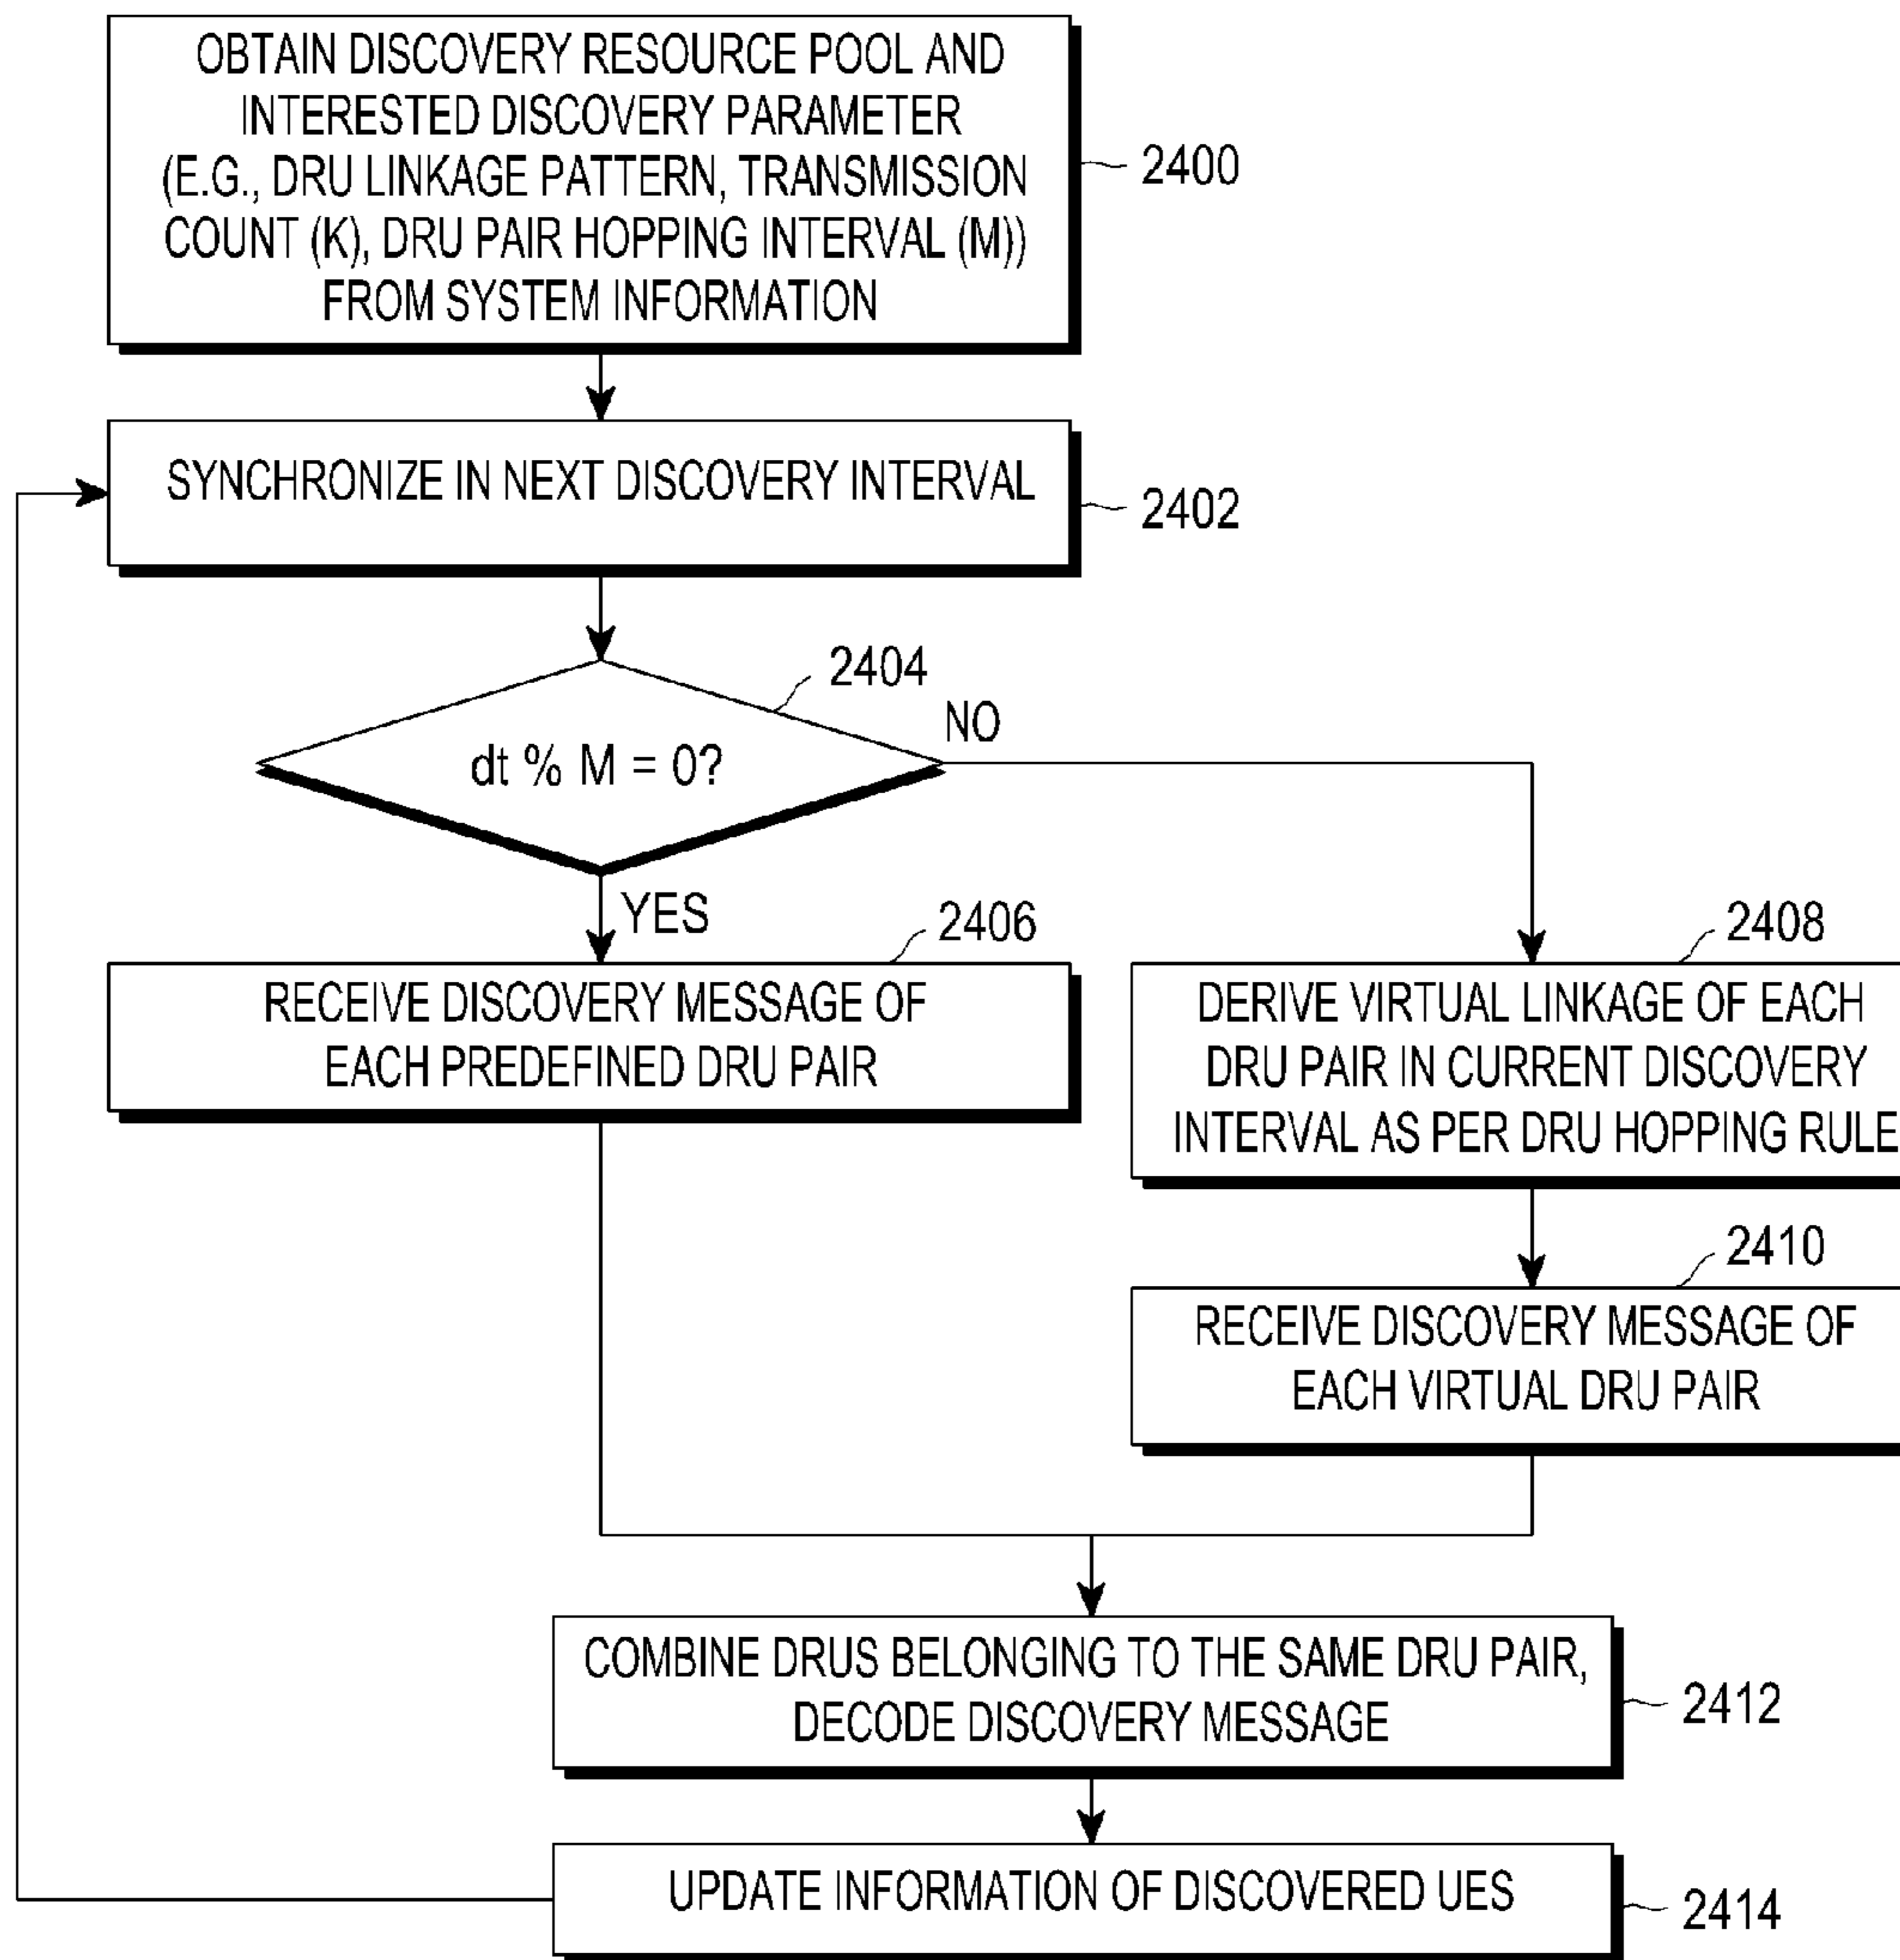 OBTAIN DISCOVERY RESOURCE POOL AND
INTERESTED DISCOVERY PARAMETER
(E.G., DRU LINKAGE PATTERN, TRANSMISSION
COUNT (K), DRU PAIR HOPPING INTERVAL (M))
FROM SYSTEM INFORMATION
2400
SYNCHRONIZE IN NEXT DISCOVERY INTERVAL
2402
2404
dt % M = 0?
NO
YES
2406
RECEIVE DISCOVERY MESSAGE OF
EACH PREDEFINED DRU PAIR
2408
DERIVE VIRTUAL LINKAGE OF EACH
DRU PAIR IN CURRENT DISCOVERY
INTERVAL AS PER DRU HOPPING RULE
2410
RECEIVE DISCOVERY MESSAGE OF
EACH VIRTUAL DRU PAIR
COMBINE DRUS BELONGING TO THE SAME DRU PAIR,
DECODE DISCOVERY MESSAGE
2412
UPDATE INFORMATION OF DISCOVERED UES
2414